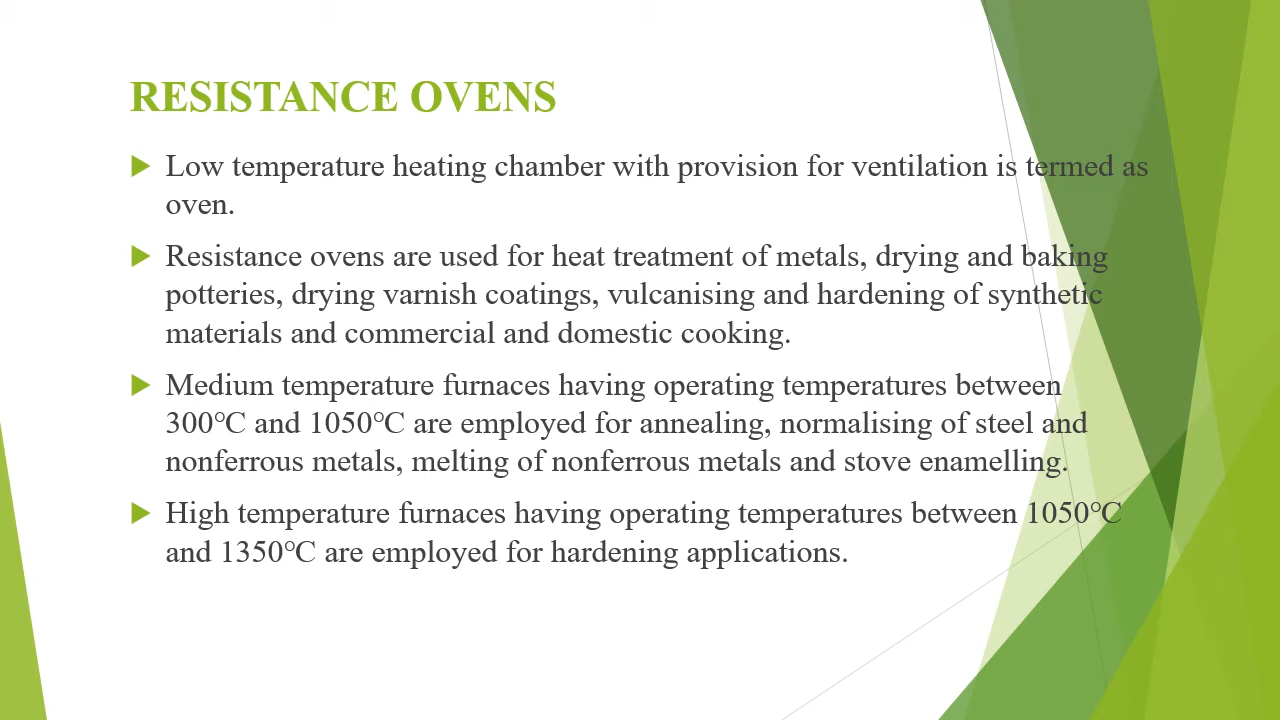 RESISTANCE OVENS
Low temperature heating chamber with provision for ventilation is termed as
oven.
Resistance ovens are used for heat treatment of metals, drying and baking
potteries, drying varnish coatings, vulcanising and hardening of synthetic
materials and commercial and domestic cooking.
Medium temperature furnaces having operating temperatures between
300℃ and 1050℃ are employed for annealing, normalising of steel and
nonferrous metals, melting of nonferrous metals and stove enamelling.
High temperature furnaces having operating temperatures between 1050℃
and 1350℃ are employed for hardening applications.